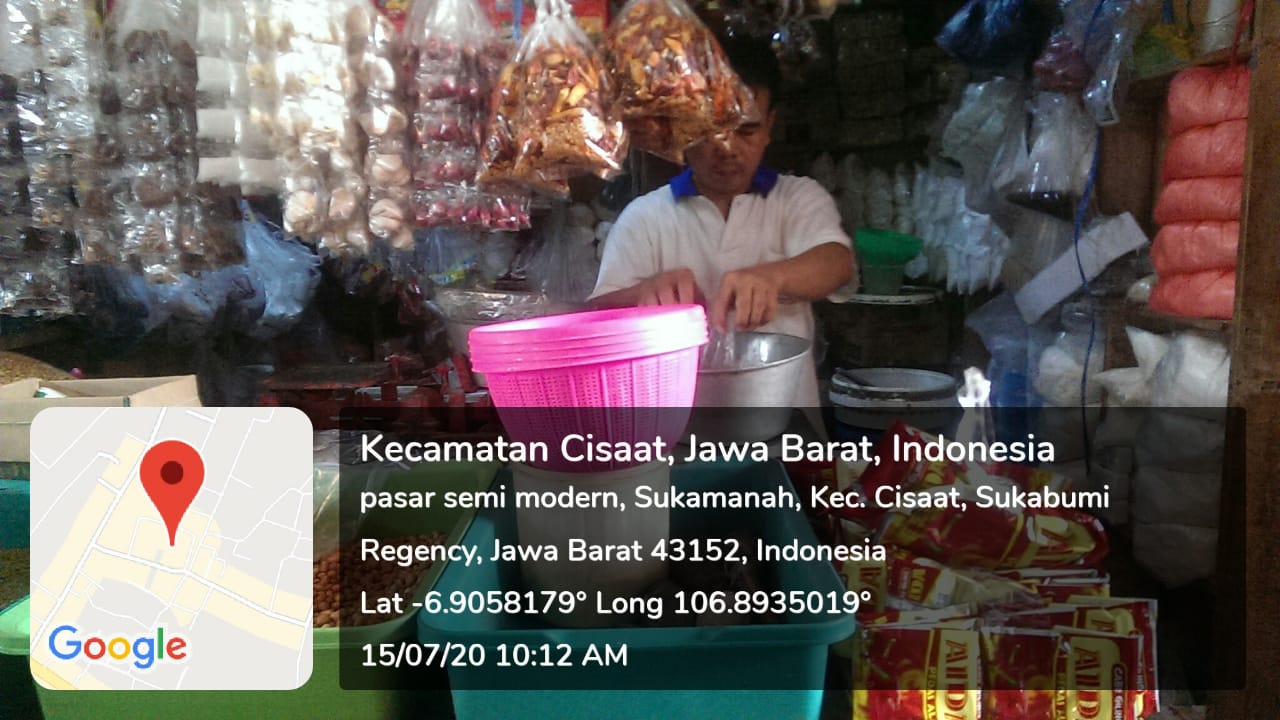 Kecamatan Cisaat, Jawa Barat, Indonesia
pasar semi modern, Sukamanah, Kec. Cisaat, Sukabumi
Regency, Jawa Barat 43152, Indonesia
Lat -6.9058179° Long 106.8935019°
15/07/20 10:12 AM
Google